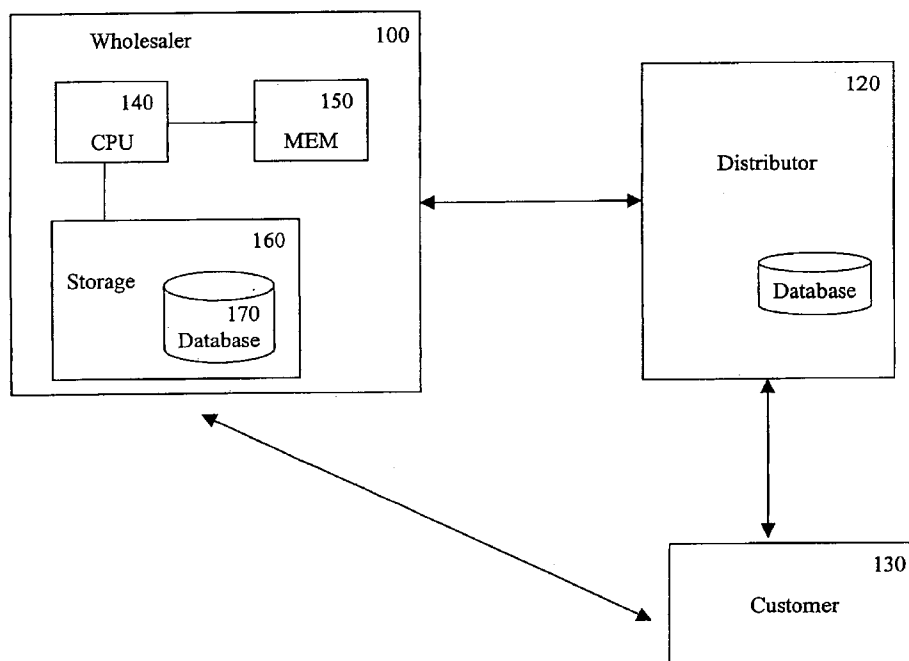 Wholesaler
100
140
CPU
150
MEM
160
Storage
170
Database
120
Distributor
Database
130
Customer